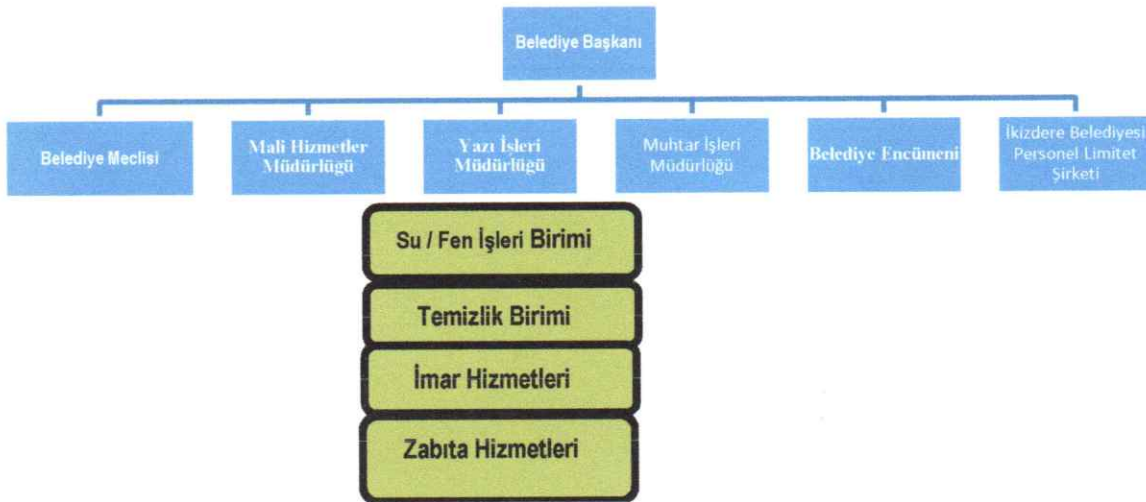 Belediye Başkanı
Belediye Meclisi
Mali Hizmetler
Müdürlüğü
Yazı İşleri
Müdürlüğü
Muhtar İşleri
Müdürlüğü
Belediye Encümeni
İkizdere Belediyesi
Personel Limitet
Şirketi
Su / Fen İşleri Birimi
Temizlik Birimi
İmar Hizmetleri
Zabıta Hizmetleri